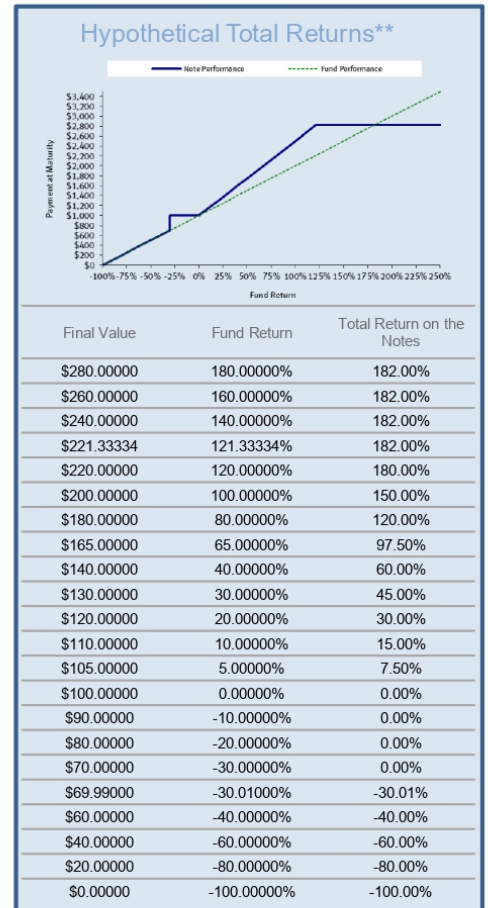 Hypothetical Total Returns**
Note Performance Fund Performance
Payment at Maturity
$3,400
$3,200
$3,000
$2,800
$2,600
$2,400
$2,200
$2,000
$1,800
$1,600
$1,400
$1,200
$1,000
$800
$600
$400
$200
$0
-100% -75% -50% -25% 0% 25% 50% 75% 100% 125% 150% 175% 200% 225% 250%
Fund Return
Final Value Fund Return Total Return on the
Notes
$280.00000 180.00000% 182.00%
$260.00000 160.00000% 182.00%
$240.00000 140.00000% 182.00%
$221.33334 121.33334% 182.00%
$220.00000 120.00000% 180.00%
$200.00000 100.00000% 150.00%
$180.00000 80.00000% 120.00%
$165.00000 65.00000% 97.50%
$140.00000 40.00000% 60.00%
$130.00000 30.00000% 45.00%
$120.00000 20.00000% 30.00%
$110.00000 10.00000% 15.00%
$105.00000 5.00000% 7.50%
$100.00000 0.00000% 0.00%
$90.00000 -10.00000% 0.00%
$80.00000 -20.00000% 0.00%
$70.00000 -30.00000% 0.00%
$69.99000 -30.01000% -30.01%
$60.00000 -40.00000% -40.00%
$40.00000 -60.00000% -60.00%
$20.00000 -80.00000% -80.00%
$0.00000 -100.00000% -100.00%